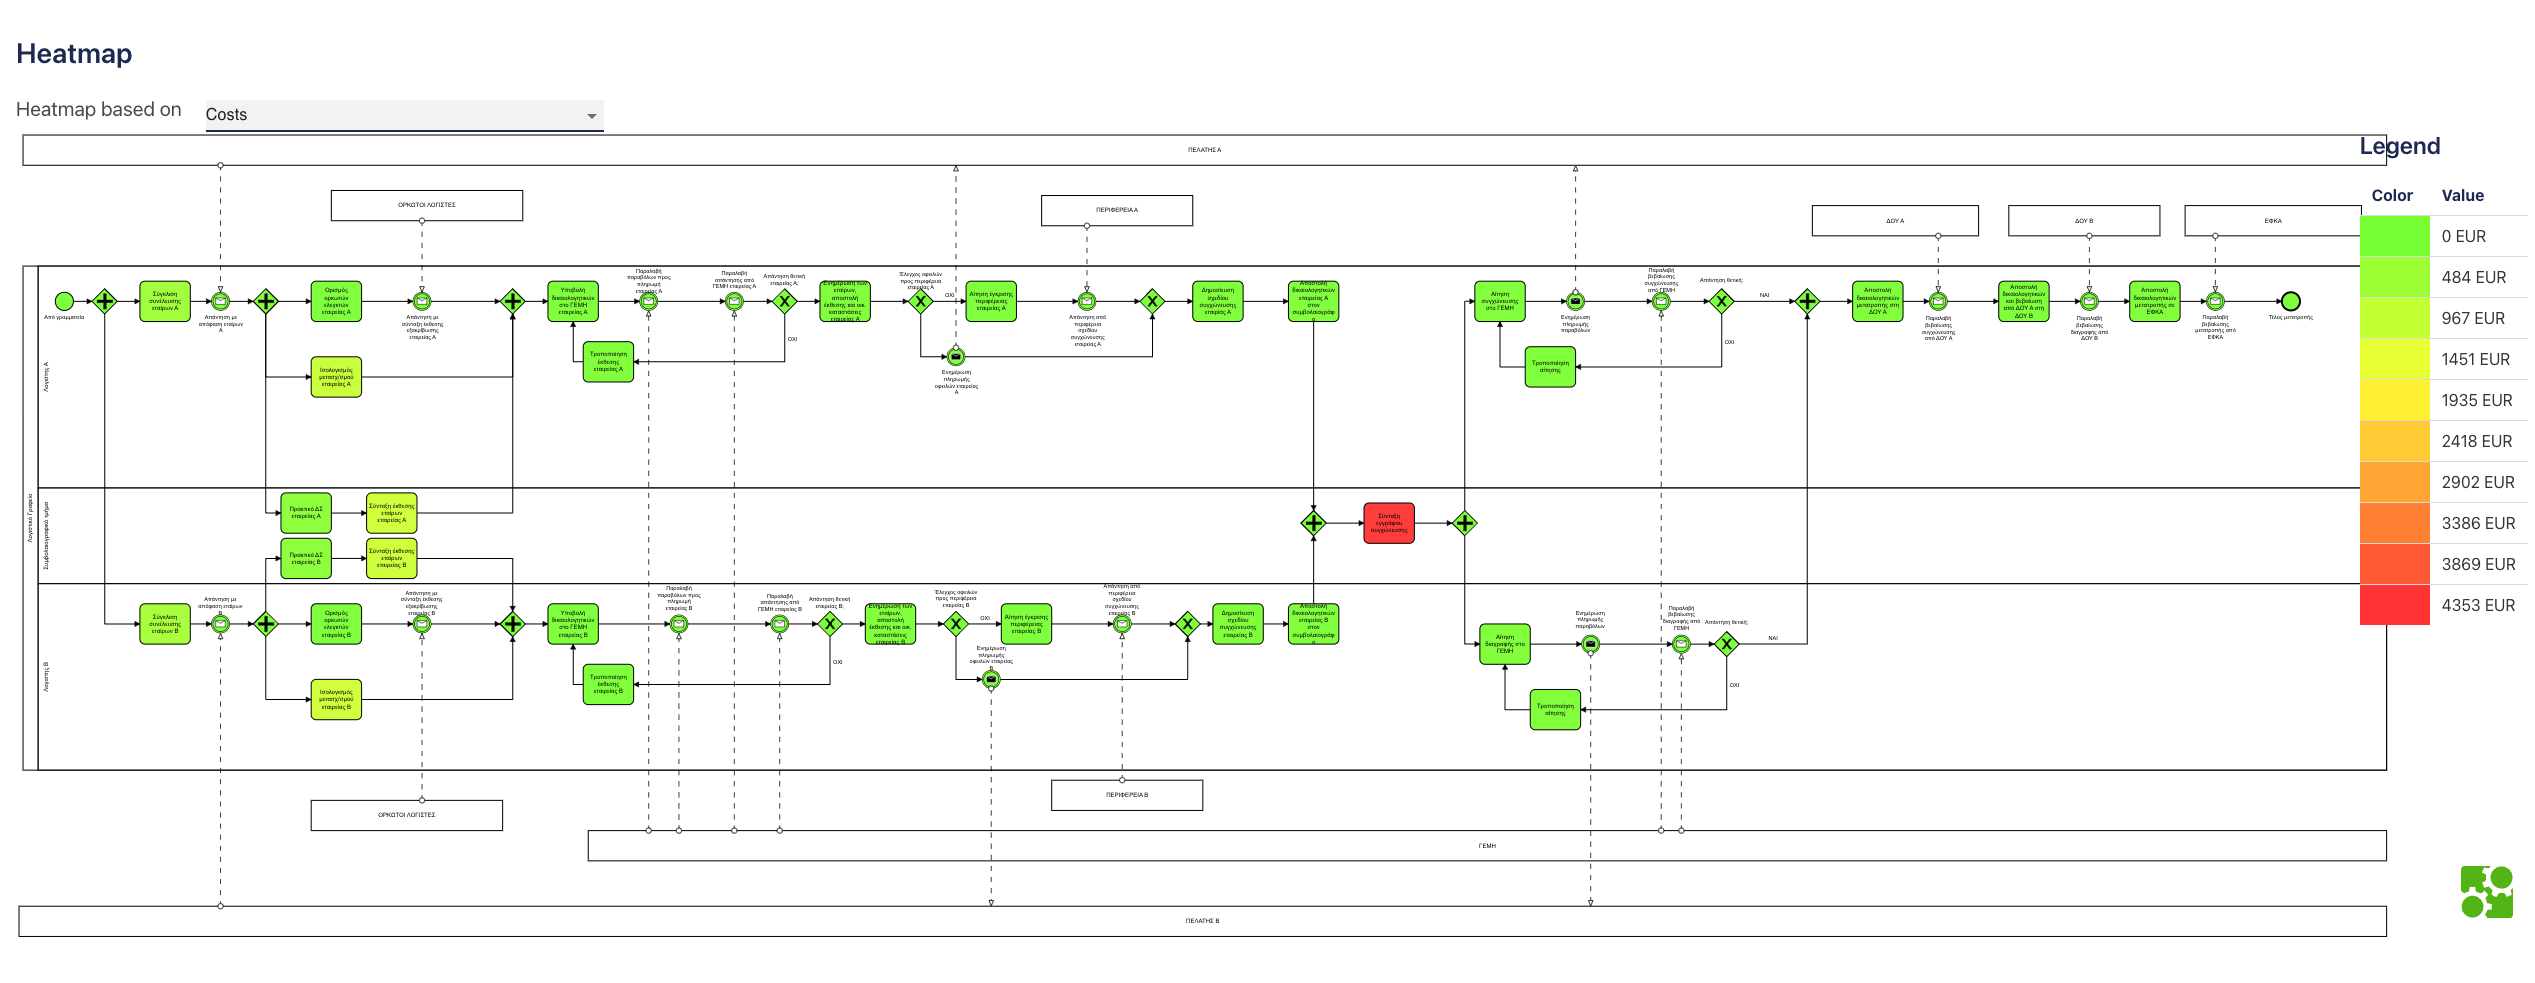 Heatmap
Heatmap based on
Costs
ΠΕΛΑΤΗΣ Α
Legend
Color
Value
0 EUR
484 EUR
967 EUR
1451 EUR
1935 EUR
2418 EUR
2902 EUR
3386 EUR
3869 EUR
4353 EUR
ΟΡΚΩΤΟΙ ΛΟΓΙΣΤΕΣ
ΠΕΡΙΦΕΡΕΙΑ Α
ΔΟΥ Α
ΔΟΥ Β
ΕΦΚΑ
Λογιστικό Γραφείο
Λογιστης Α
Από γραμματεία
Σύγκλιση
συνέλευσης
εταίρων Α
Απάντηση με
απόφαση εταίρων
Α
Ορισμός
ορκωτών
ελεγκτών
εταιρείας Α
Απάντηση με
σύνταξη έκθεσης
εξακρίβωσης
εταιρείας Α
Ισολογισμός
μετασχ/σμού
εταιρείας Α
Υποβολή
δικαιολογητικών
στο ΓΕΜΗ
εταιρείας Α
Παραλαβή
παραβόλων προς
πληρωμή
εταιρείας Α
Παραλαβή
απάντησης από
ΓΕΜΗ εταιρείας Α
Απάντηση θετική
εταιρείας Α;
ΟΧΙ
Τροποποίηση
έκθεσης
εταιρείας Α
Ενημέρωση των
εταίρων,
αποστολή
έκθεσης και οικ.
καταστάσεις
εταιρείας Α
Έλεγχος οφειλών
προς περιφέρεια
εταιρείας Α
ΟΧΙ
Αίτηση έγκρισης
περιφέρειας
εταιρείας Α
Ενημέρωση
πληρωμής
οφειλών εταιρείας
Α
Απάντηση από
περιφέρεια
σχεδίου
συγχώνευσης
εταιρείας Α
Δημοσίευση
σχεδίου
συγχώνευσης
εταιρείας Α
Αποστολή
δικαιολογητικών
εταιρείας Α
στον
συμβολαιογράφ
ο
Αίτηση
συγχώνευσης
στο ΓΕΜΗ
Ενημέρωση
πληρωμής
παραβόλων
Παραλαβή
βεβαίωσης
συγχώνευσης
από ΓΕΜΗ
Απάντηση θετική;
ΝΑΙ
ΟΧΙ
Τροποποίηση
αίτησης
Αποστολή
δικαιολογητικών
μετατροπής στη
ΔΟΥ Α
Παραλαβή
βεβαίωσης
συγχώνευσης
από ΔΟΥ Α
Αποστολή
δικαιολογητικών
και βεβαίωση
από ΔΟΥ Α στη
ΔΟΥ Β
Παραλαβή
βεβαίωσης
διαγραφής από
ΔΟΥ Β
Αποστολή
δικαιολογητικών
μετατροπής σε
ΕΦΚΑ
Παραλαβή
βεβαίωσης
μετατροπής από
ΕΦΚΑ
Τέλος μετατροπής
Συμβολαιογραφικό τμήμα
Πρακτικό ΔΣ
εταιρείας Α
Σύνταξη έκθεσης
εταίρων
εταιρείας Α
Πρακτικό ΔΣ
εταιρείας Β
Σύνταξη έκθεσης
εταίρων
εταιρείας Β
Σύνταξη
εγγράφου
συγχώνευσης
Λογιστης Β
Σύγκλιση
συνέλευσης
εταίρων Β
Απάντηση με
απόφαση εταίρων
Β
Ορισμός
ορκωτών
ελεγκτών
εταιρείας Β
Απάντηση με
σύνταξη έκθεσης
εξακρίβωσης
εταιρείας Β
Ισολογισμός
μετασχ/σμού
εταιρείας Β
Υποβολή
δικαιολογητικών
στο ΓΕΜΗ
εταιρείας Β
Παραλαβή
παραβόλων προς
πληρωμή
εταιρείας Β
Παραλαβή
απάντησης από
ΓΕΜΗ εταιρείας Β
Απάντηση θετική
εταιρείας Β;
ΟΧΙ
Τροποποίηση
έκθεσης
εταιρείας Β
Ενημέρωση των
εταίρων,
αποστολή
έκθεσης και οικ.
καταστάσεις
εταιρείας Β
Έλεγχος οφειλών
προς περιφέρεια
εταιρείας Β
ΟΧΙ
Αίτηση έγκρισης
περιφέρειας
εταιρείας Β
Ενημέρωση
πληρωμής
οφειλών εταιρείας
Β
Απάντηση από
περιφέρεια
σχεδίου
συγχώνευσης
εταιρείας Β
Δημοσίευση
σχεδίου
συγχώνευσης
εταιρείας Β
Αποστολή
δικαιολογητικών
εταιρείας Β
στον
συμβολαιογράφ
ο
Αίτηση
διαγραφής στο
ΓΕΜΗ
Ενημέρωση
πληρωμής
παραβόλων
Παραλαβή
βεβαίωσης
διαγραφής από
ΓΕΜΗ
Απάντηση θετική;
ΝΑΙ
ΟΧΙ
Τροποποίηση
αίτησης
ΟΡΚΩΤΟΙ ΛΟΓΙΣΤΕΣ
ΠΕΡΙΦΕΡΕΙΑ Β
ΓΕΜΗ
ΠΕΛΑΤΗΣ Β